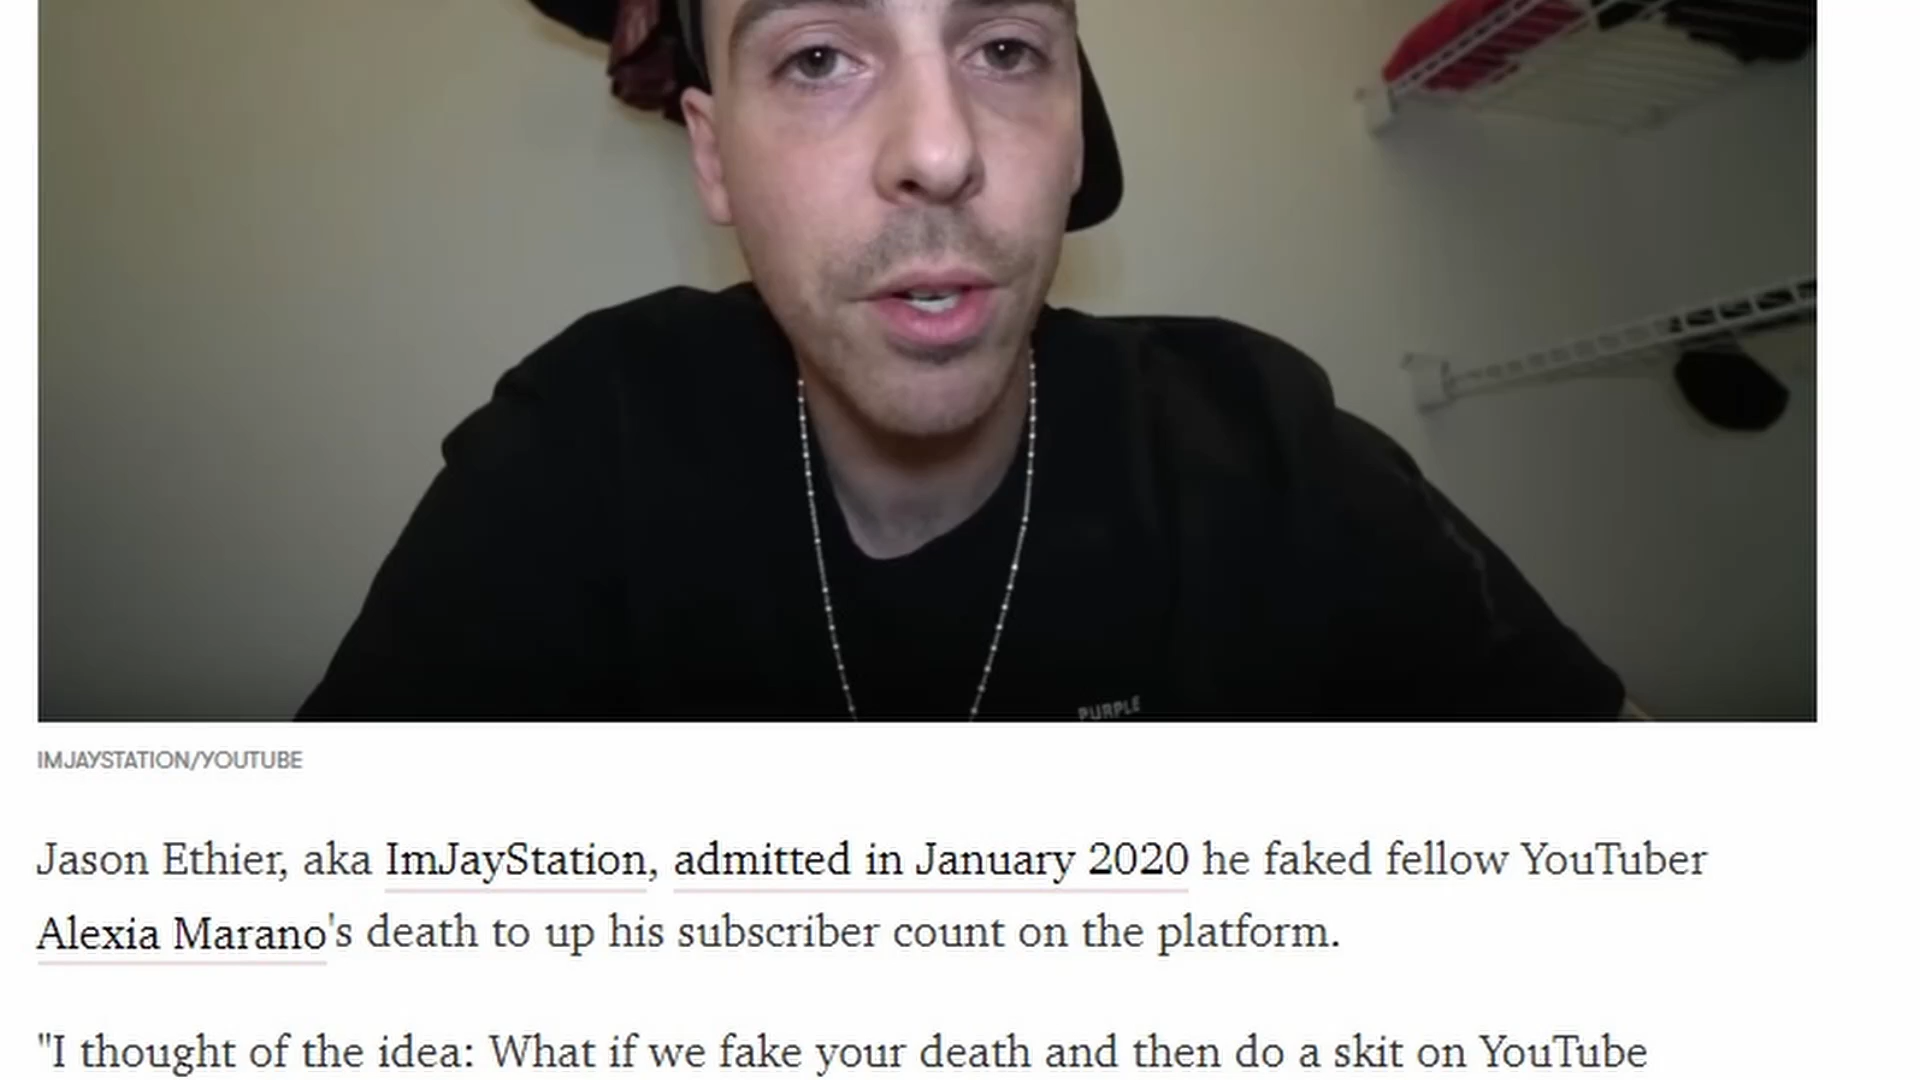 PURPLE
IMJAYSTATION/YOUTUBE
Jason Ethier, aka ImJayStation, admitted in January 2020 he faked fellow YouTuber
Alexia Marano's death to up his subscriber count on the platform.
"I thought of the idea: What if we fake your death and then do a skit on YouTube